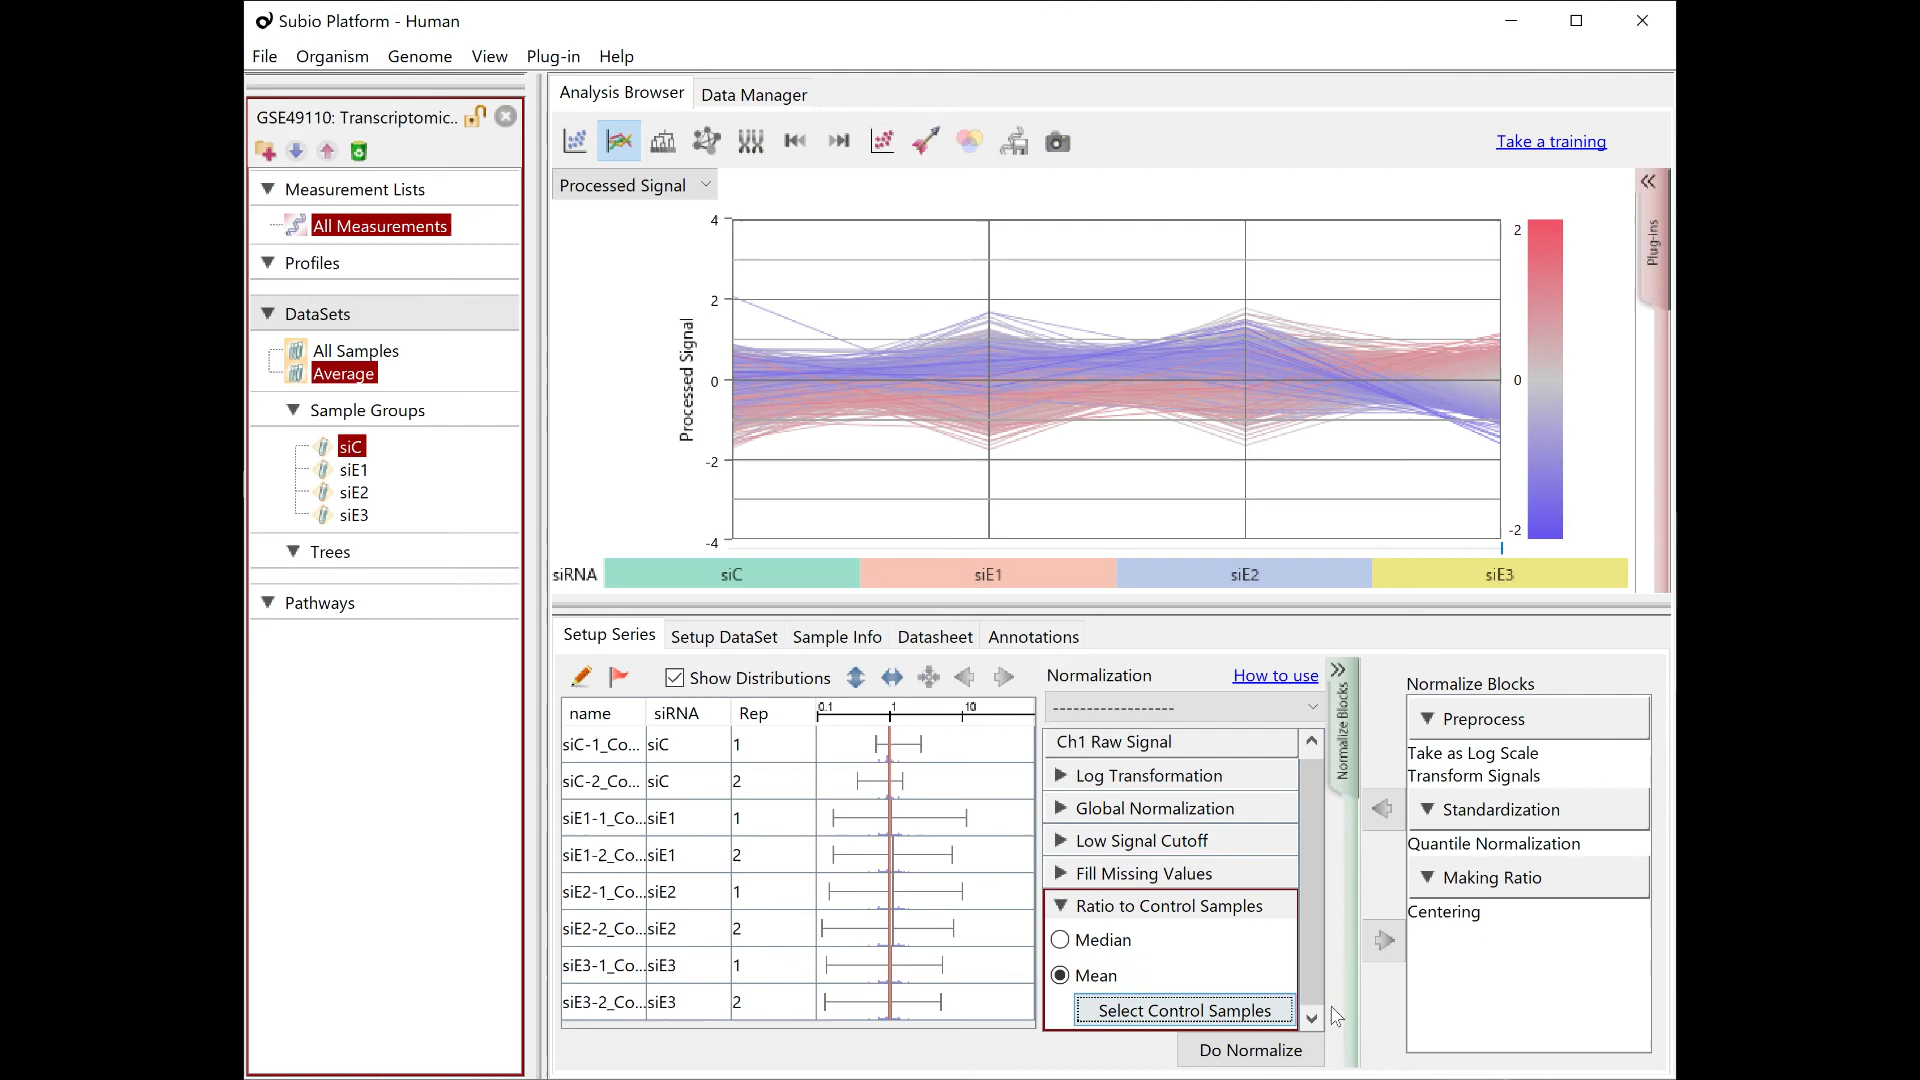 Subio Platform - Human
File Organism Genome View Plug-in Help
GSE49110: Transcriptomic..
Measurement Lists
All Measurements
Profiles
DataSets
All Samples
Average
Sample Groups
siC
siE1
siE2
siE3
Trees
Pathways
Analysis Browser Data Manager
Take a training
Processed Signal
Plug-ins
Processed Signal
4
2
0
-2
-4
2
0
-2
siRNA siC siE1 siE2 siE3
Setup Series Setup DataSet Sample Info Datasheet Annotations
Show Distributions
name siRNA Rep 0.1 1 10
siC-1_Co... siC 1
siC-2_Co... siC 2
siE1-1_Co... siE1 1
siE1-2_Co... siE1 2
siE2-1_Co... siE2 1
siE2-2_Co... siE2 2
siE3-1_Co... siE3 1
siE3-2_Co... siE3 2
Normalization How to use
-------------------
Ch1 Raw Signal
Log Transformation
Global Normalization
Low Signal Cutoff
Fill Missing Values
Ratio to Control Samples
Median
Mean
Select Control Samples
Do Normalize
Normalize Blocks
Normalize Blocks
Preprocess
Take as Log Scale
Transform Signals
Standardization
Quantile Normalization
Making Ratio
Centering